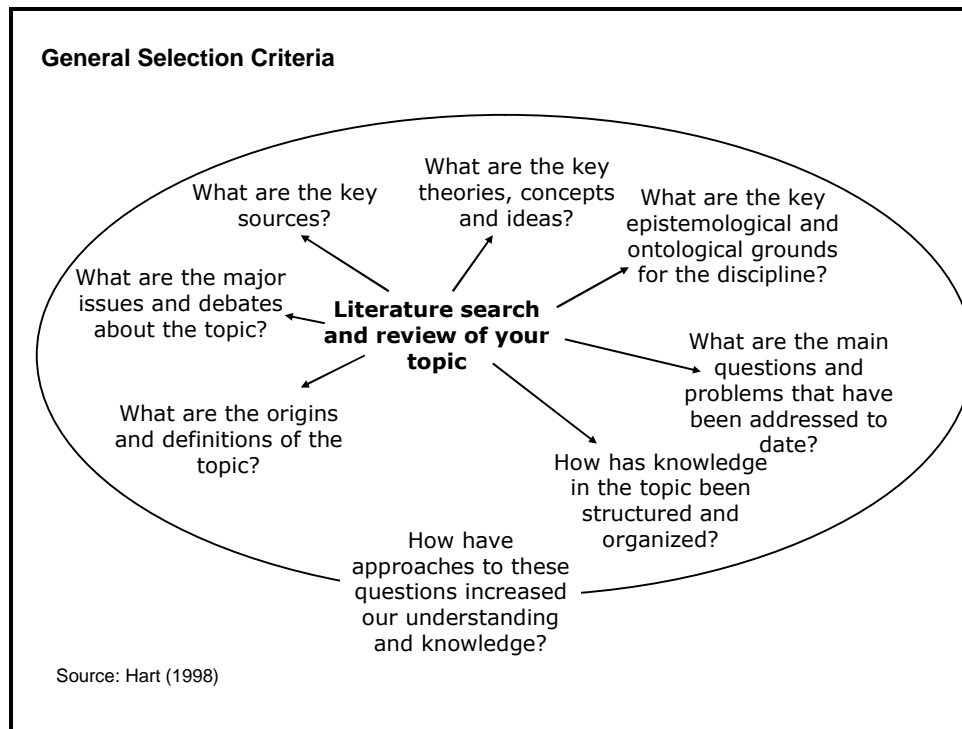 General Selection Criteria
What are the key
sources?
What are the key
theories, concepts
and ideas?
What are the key
epistemological and
ontological grounds
for the discipline?
What are the major
issues and debates
about the topic?
Literature search
and review of your
topic
What are the main
questions and
problems that have
been addressed to
date?
What are the origins
and definitions of the
topic?
How has knowledge
in the topic been
structured and
organized?
How have
approaches to these
questions increased
our understanding
and knowledge?
Source: Hart (1998)